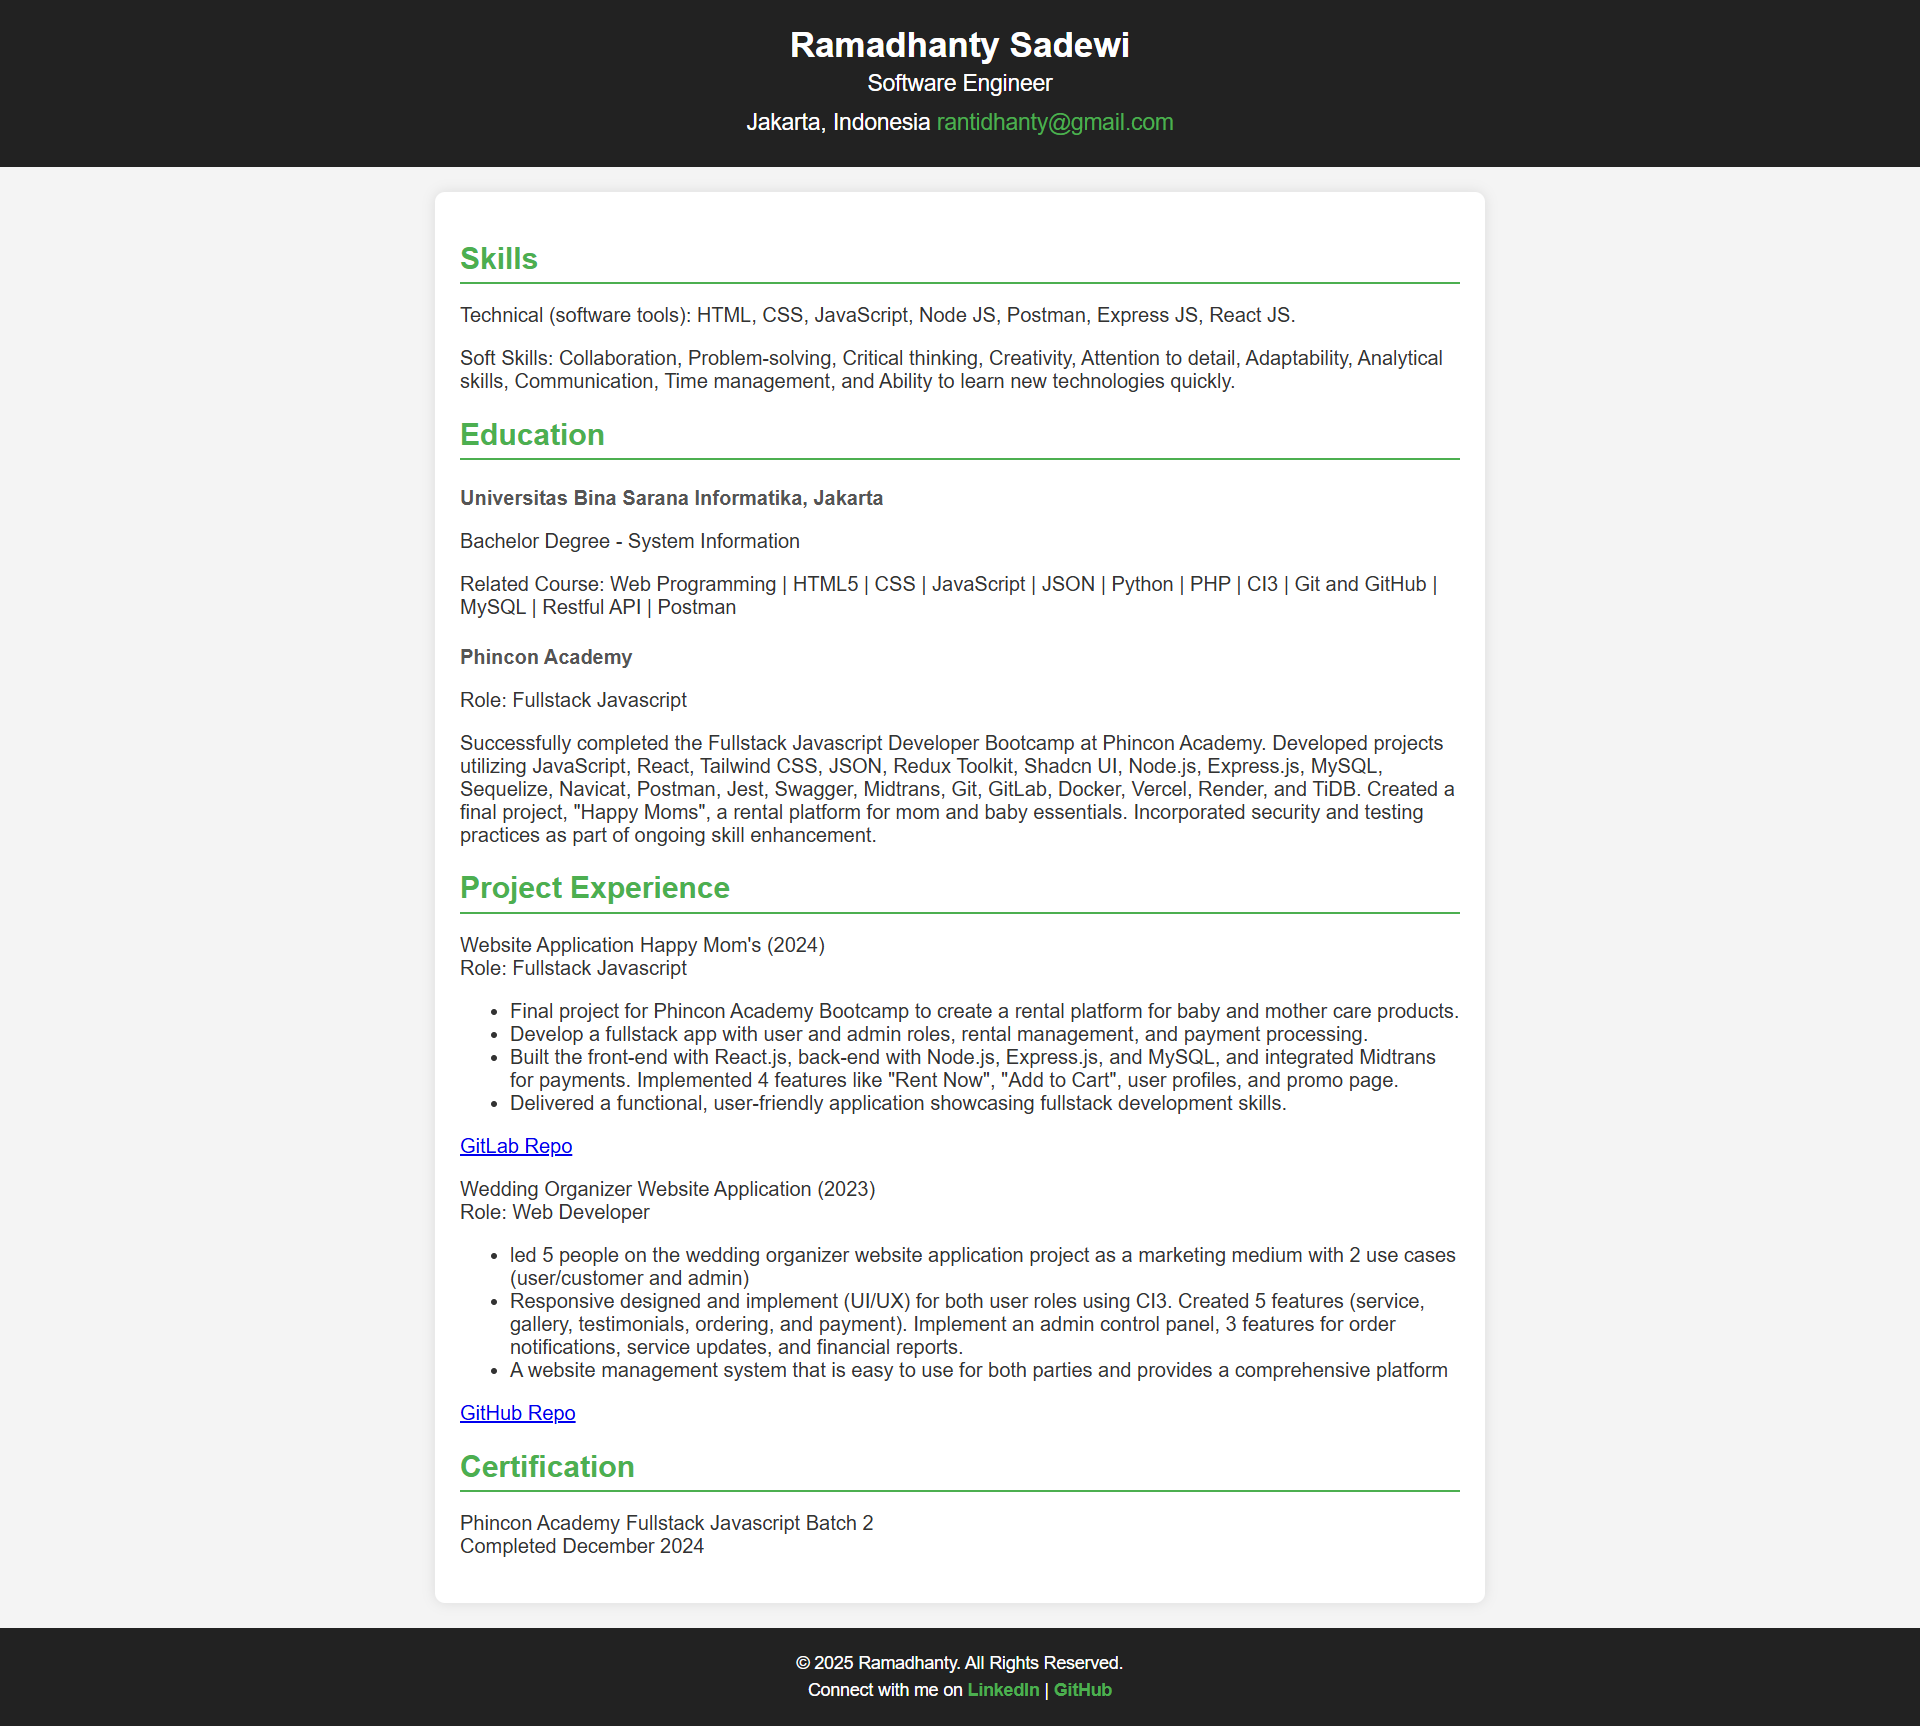 Ramadhanty Sadewi
Software Engineer
Jakarta, Indonesia rantidhanty@gmail.com
Skills
Technical (software tools): HTML, CSS, JavaScript, Node JS, Postman, Express JS, React JS.
Soft Skills: Collaboration, Problem-solving, Critical thinking, Creativity, Attention to detail, Adaptability, Analytical
skills, Communication, Time management, and Ability to learn new technologies quickly.
Education
Universitas Bina Sarana Informatika, Jakarta
Bachelor Degree - System Information
Related Course: Web Programming | HTML5 | CSS | JavaScript | JSON | Python | PHP | CI3 | Git and GitHub |
MySQL | Restful API | Postman
Phincon Academy
Role: Fullstack Javascript
Successfully completed the Fullstack Javascript Developer Bootcamp at Phincon Academy. Developed projects
utilizing JavaScript, React, Tailwind CSS, JSON, Redux Toolkit, Shadcn UI, Node.js, Express.js, MySQL,
Sequelize, Navicat, Postman, Jest, Swagger, Midtrans, Git, GitLab, Docker, Vercel, Render, and TiDB. Created a
final project, "Happy Moms", a rental platform for mom and baby essentials. Incorporated security and testing
practices as part of ongoing skill enhancement.
Project Experience
Website Application Happy Mom's (2024)
Role: Fullstack Javascript
• Final project for Phincon Academy Bootcamp to create a rental platform for baby and mother care products.
• Develop a fullstack app with user and admin roles, rental management, and payment processing.
• Built the front-end with React.js, back-end with Node.js, Express.js, and MySQL, and integrated Midtrans
for payments. Implemented 4 features like "Rent Now", "Add to Cart", user profiles, and promo page.
• Delivered a functional, user-friendly application showcasing fullstack development skills.
GitLab Repo
Wedding Organizer Website Application (2023)
Role: Web Developer
• led 5 people on the wedding organizer website application project as a marketing medium with 2 use cases
(user/customer and admin)
• Responsive designed and implement (UI/UX) for both user roles using CI3. Created 5 features (service,
gallery, testimonials, ordering, and payment). Implement an admin control panel, 3 features for order
notifications, service updates, and financial reports.
• A website management system that is easy to use for both parties and provides a comprehensive platform
GitHub Repo
Certification
Phincon Academy Fullstack Javascript Batch 2
Completed December 2024
© 2025 Ramadhanty. All Rights Reserved.
Connect with me on LinkedIn | GitHub